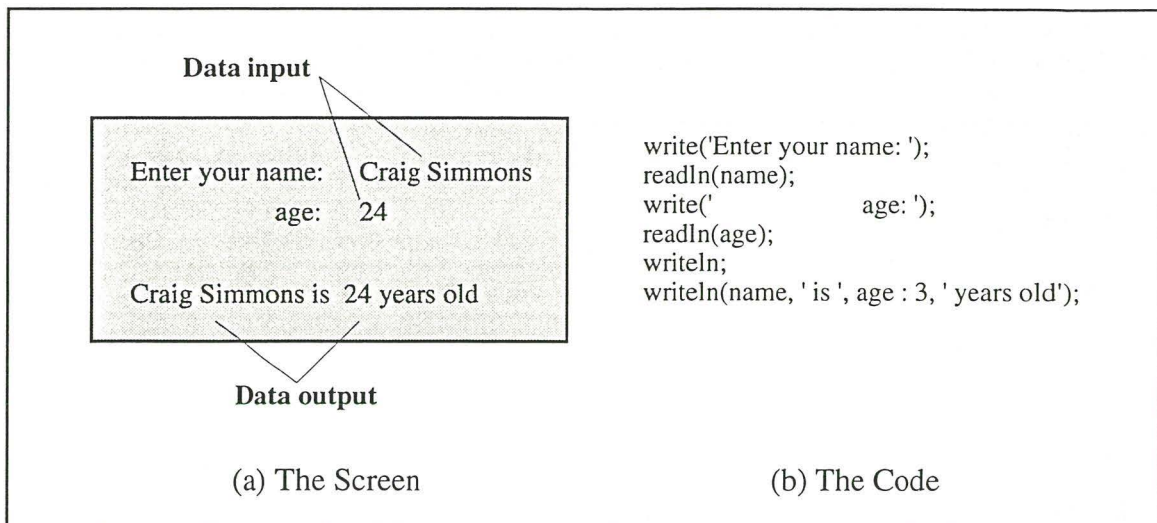 Data input
Enter your name: Craig Simmons
age: 24
Craig Simmons is 24 years old
Data output
(a) The Screen
write('Enter your name: ');
readln(name);
write(' age: ');
readln(age);
writeln;
writeln(name, ' is ', age : 3, ' years old');
(b) The Code